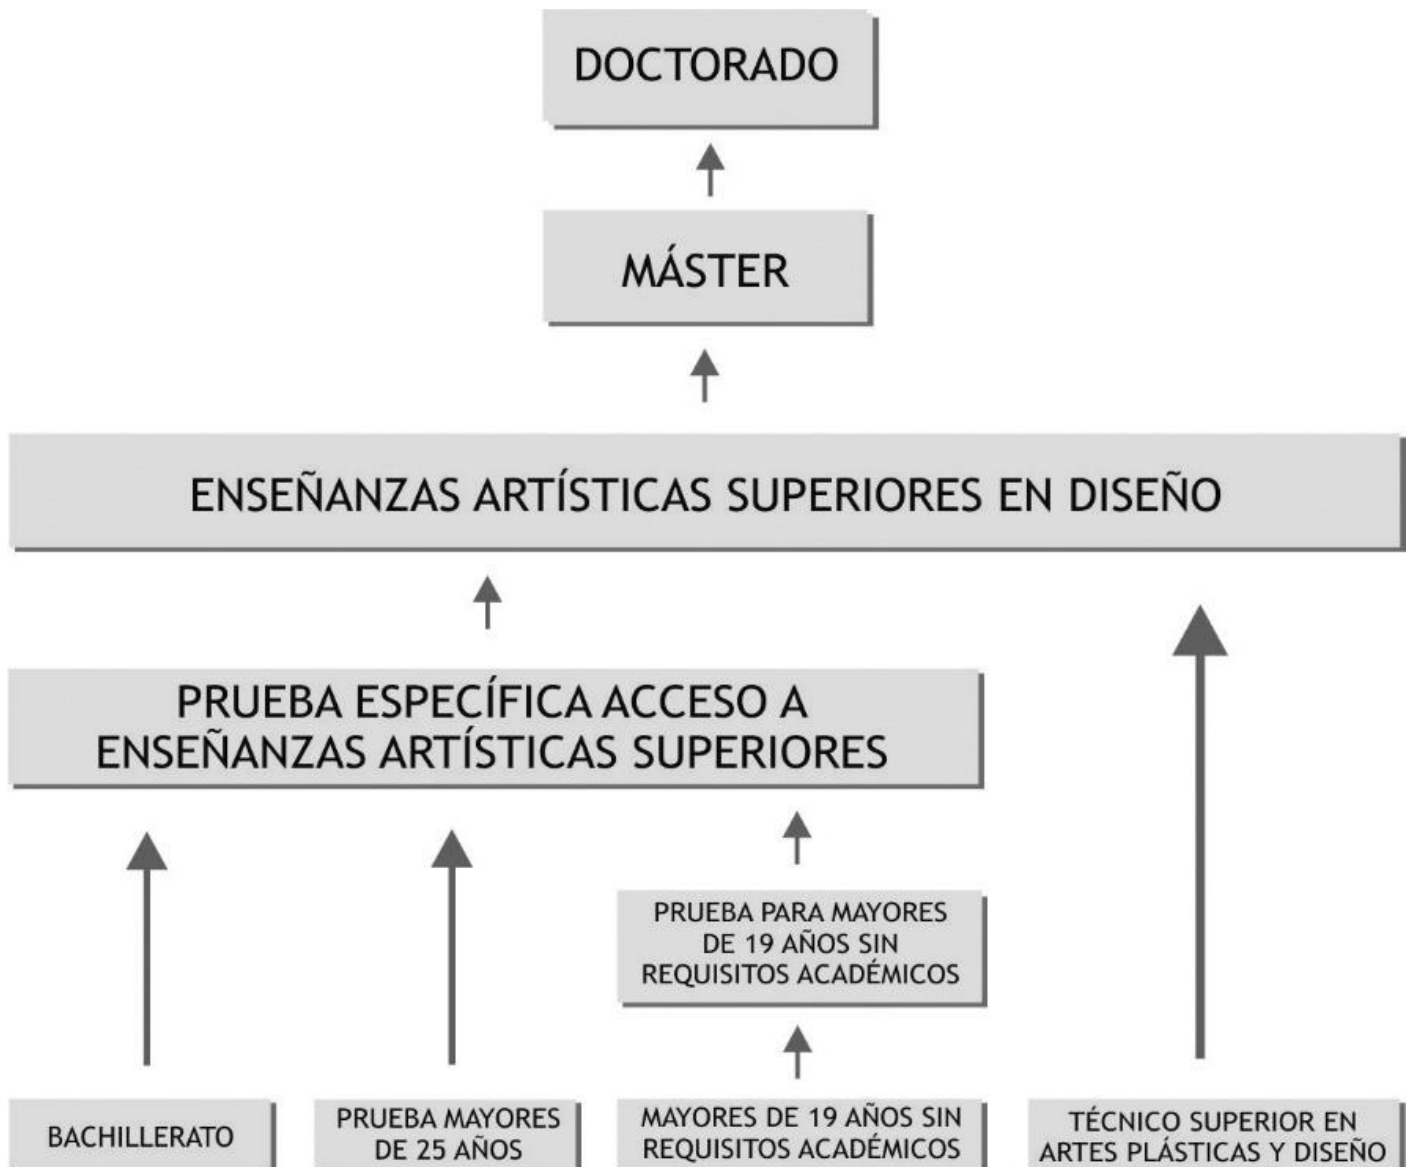 DOCTORADO
MÁSTER
ENSEÑANZAS ARTÍSTICAS SUPERIORES EN DISEÑO
PRUEBA ESPECÍFICA ACCESO A
ENSEÑANZAS ARTÍSTICAS SUPERIORES
PRUEBA PARA MAYORES
DE 19 AÑOS SIN
REQUISITOS ACADÉMICOS
BACHILLERATO
PRUEBA MAYORES
DE 25 AÑOS
MAYORES DE 19 AÑOS SIN
REQUISITOS ACADÉMICOS
TÉCNICO SUPERIOR EN
ARTES PLÁSTICAS Y DISEÑO